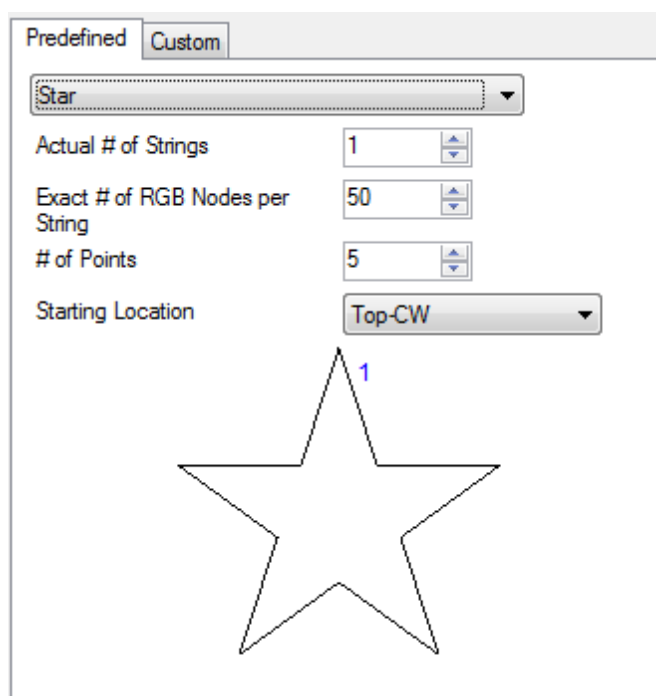 Predefined
Custom
Star
Actual # of Strings
1
Exact # of RGB Nodes per
String
50
# of Points
5
Starting Location
Top-CW
1